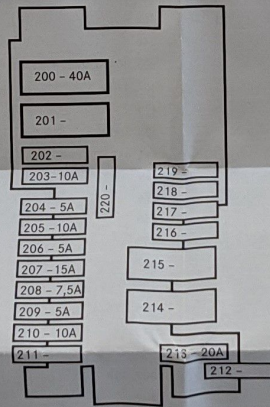 200 - 40A
201 -
202 -
203-10A
204 - 5A
205 - 10A
206 - 5A
207 - 15A
208 - 7,5A
209 - 5A
210 - 10A
211 -
220 -
219 -
218 -
217 -
216 -
215 -
214 -
213 - 20A
212 -